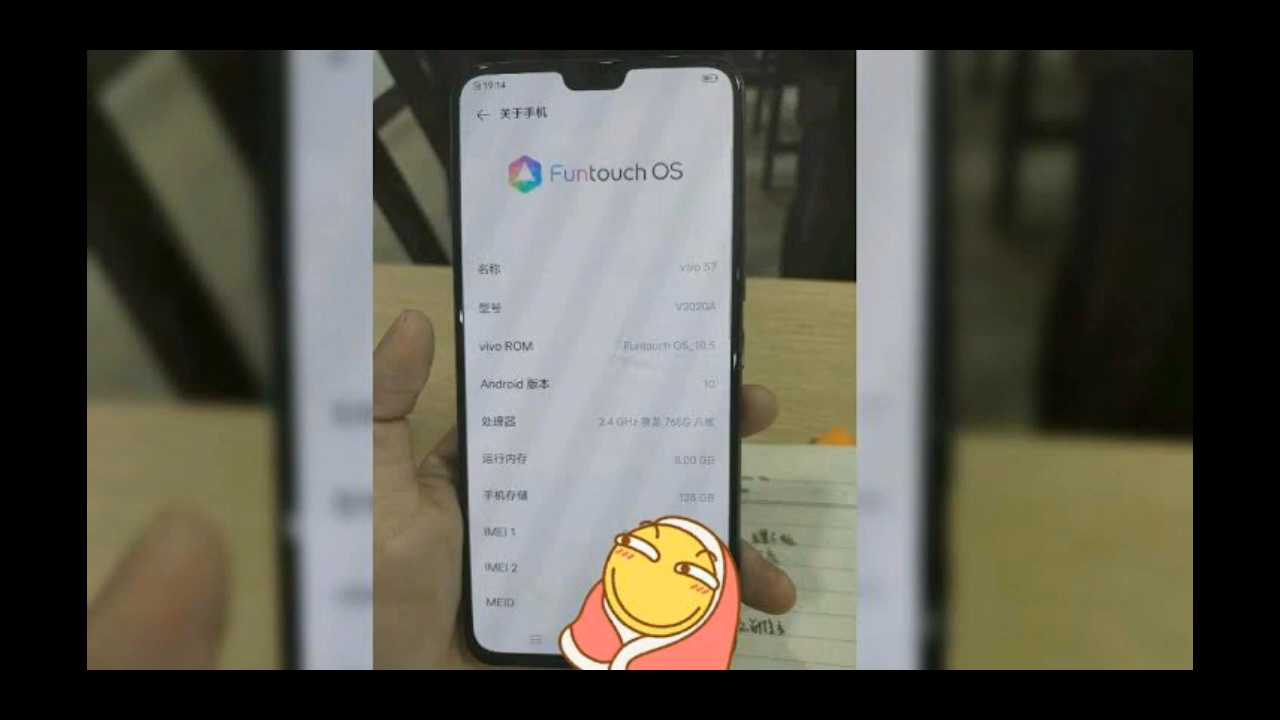 19:14
关于手机
Funtouch OS
名称 vivo S7
型号 V2020A
vivo ROM Funtouch OS_10.5
Android 版本 10
处理器 2.4 GHz 骁龙 765G 八核
运行内存 8.00 GB
手机存储 128 GB
IMEI 1
IMEI 2
MEID